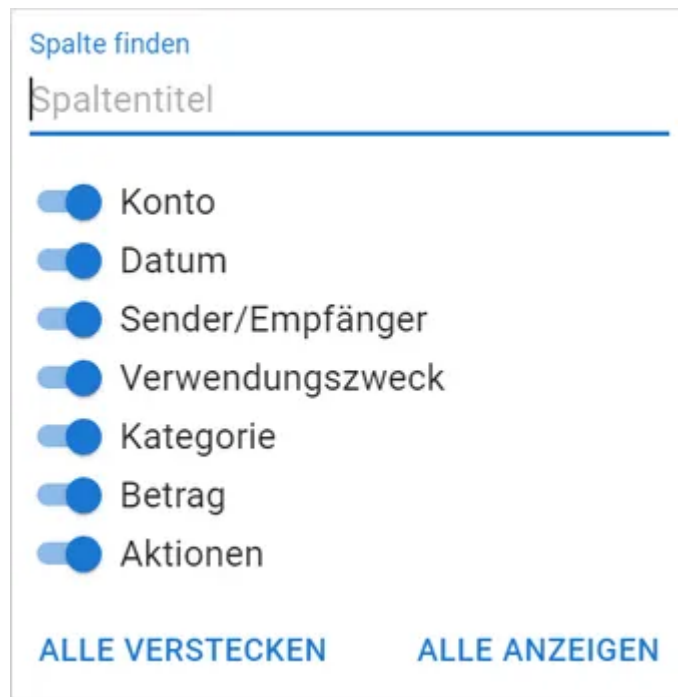 Spalte finden
Spaltentitel
Konto
Datum
Sender/Empfänger
Verwendungszweck
Kategorie
Betrag
Aktionen
ALLE VERSTECKEN ALLE ANZEIGEN